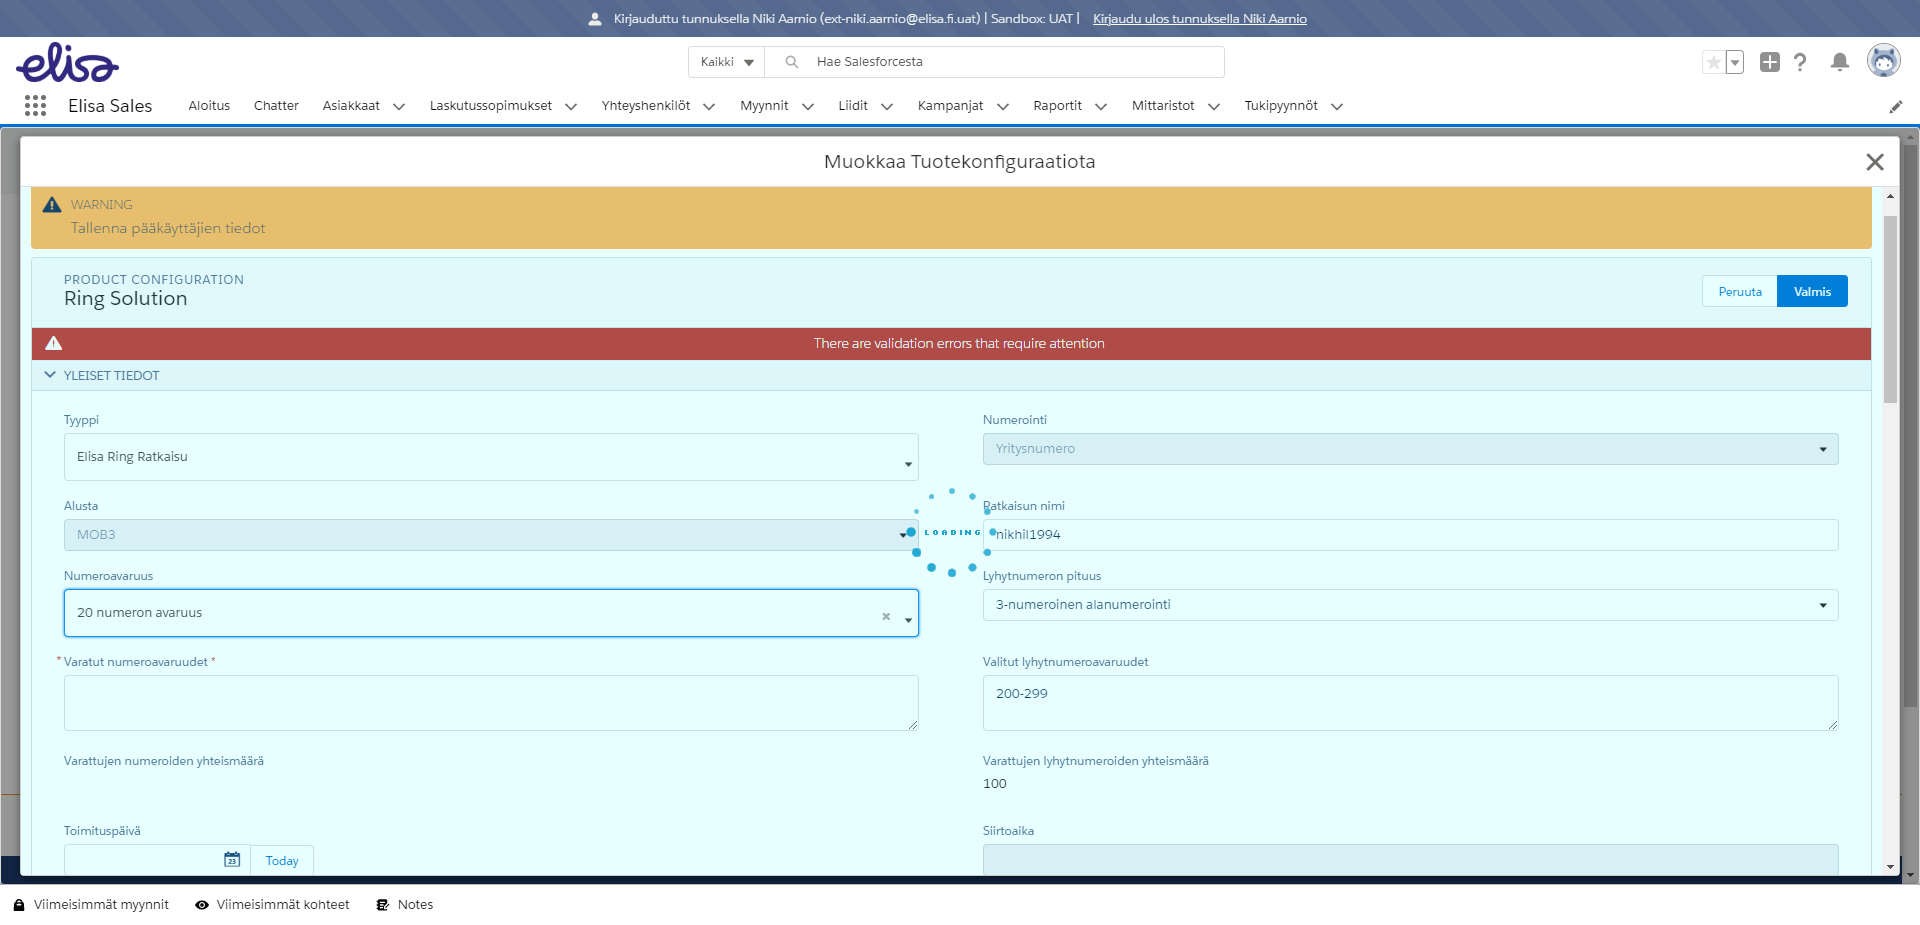 Kirjauduttu tunnuksella Niki Aarnio (ext-niki.aarnio@elisa.fi.uat) | Sandbox: UAT | Kirjaudu ulos tunnuksella Niki Aarnio
elisa
Kaikki
Hae Salesforcesta
Elisa Sales
Aloitus
Chatter
Asiakkaat
Laskutussopimukset
Yhteyshenkilöt
Myynnit
Liidit
Kampanjat
Raportit
Mittaristot
Tukipyynnöt
Muokkaa Tuotekonfiguraatiota
WARNING
Tallenna pääkäyttäjien tiedot
PRODUCT CONFIGURATION
Ring Solution
Peruuta
Valmis
There are validation errors that require attention
YLEISET TIEDOT
Tyyppi
Elisa Ring Ratkaisu
Numerointi
Yritysnumero
Alusta
MOB3
Ratkaisun nimi
nikhil1994
LOADING
Numeroavaruus
20 numeron avaruus
Lyhytnumeron pituus
3-numeroinen alanumerointi
* Varatut numeroavaruudet *
Valitut lyhytnumeroavaruudet
200-299
Varattujen numeroiden yhteismäärä
Varattujen lyhytnumeroiden yhteismäärä
100
Toimituspäivä
23
Today
Siirtoaika
Viimeisimmät myynnit
Viimeisimmät kohteet
Notes